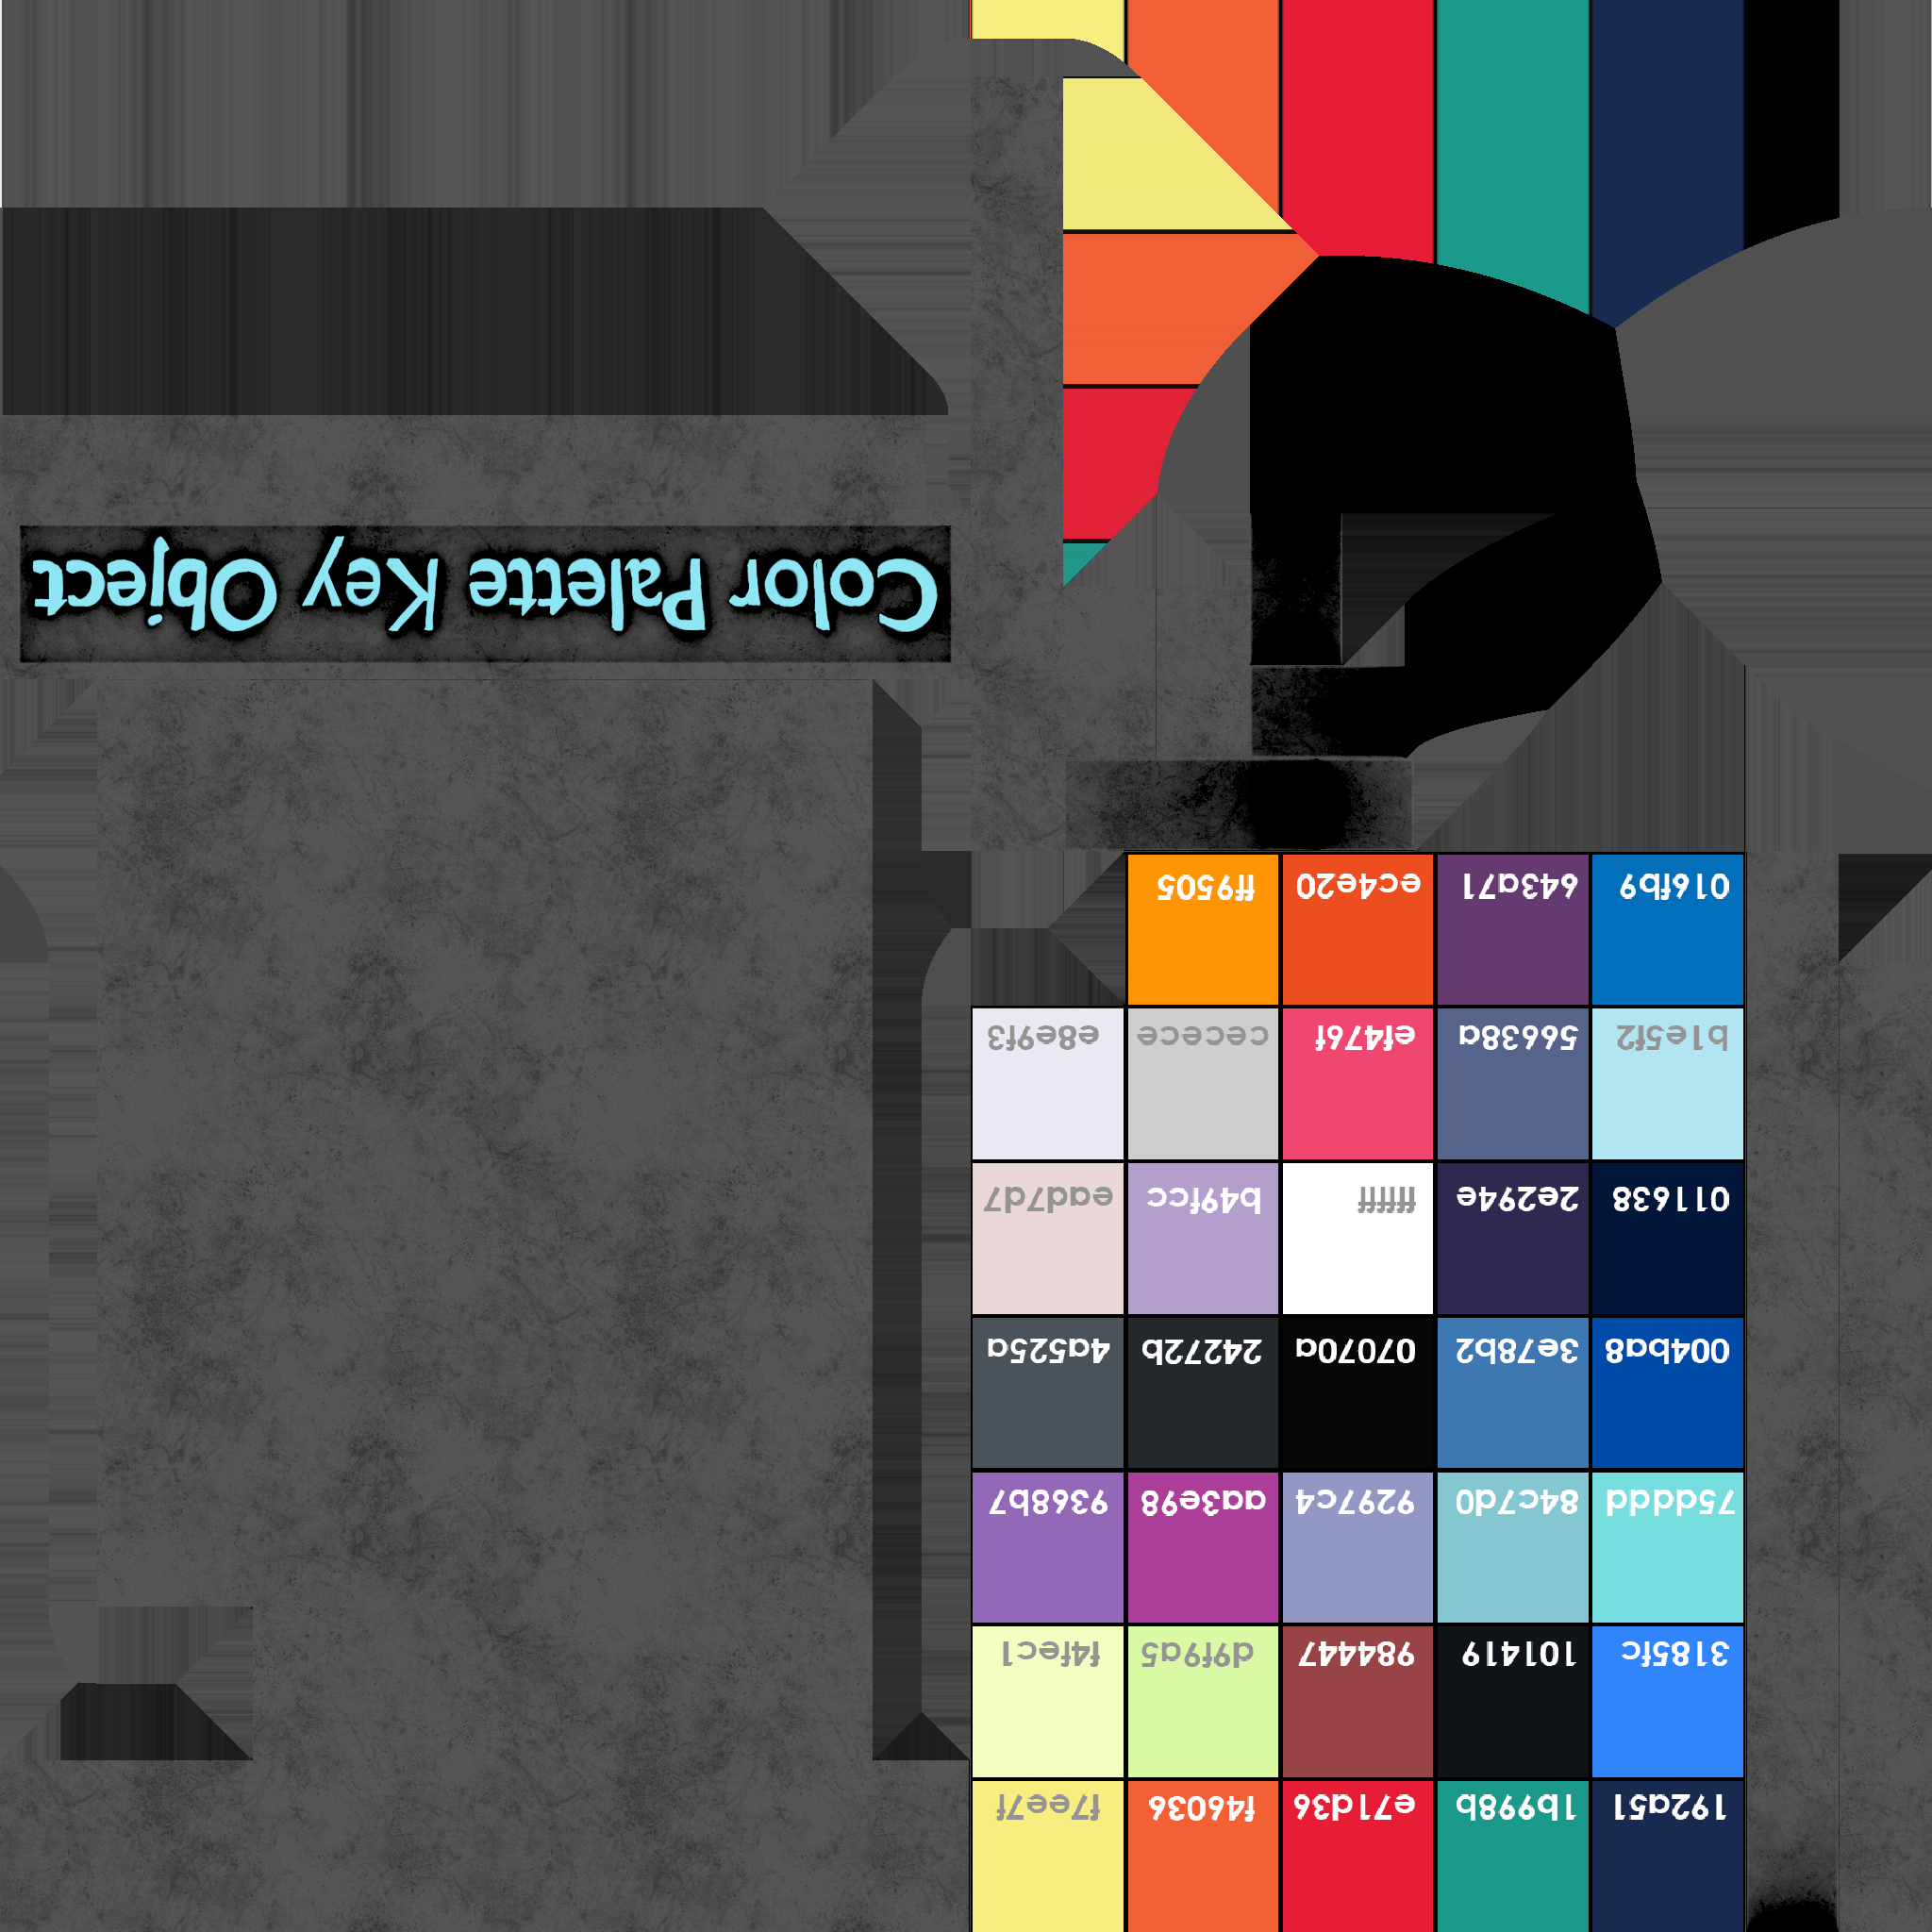 192a51 1b998b e71d36 f46036 f7ee7f
3185fc 101419 984447 d9f9a5 f4fec1
75dddd 84c7d0 9297c4 aa3e98 9368b7
004ba8 3e78b2 07070a 24272b 4a525a
011638 2e294e ffffff b49fcc ead7d7
b1e5f2 56638a ef476f cecece e8e9f3
016fb9 643a71 ec4e20 ff9505
Color Palette Key Object